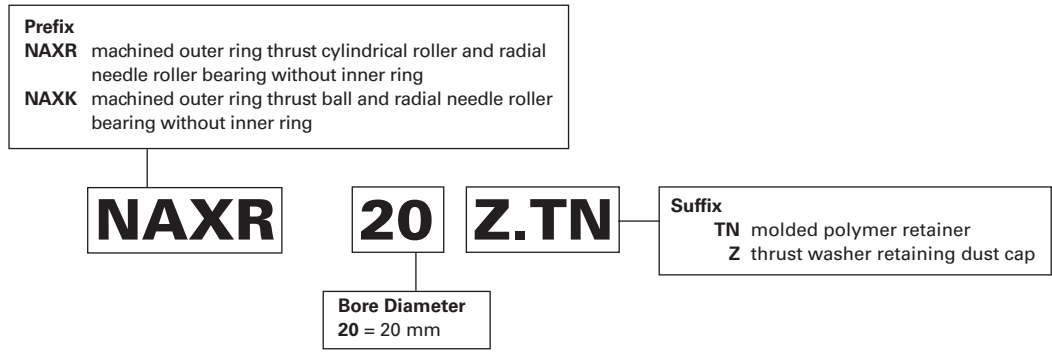 Prefix
NAXR machined outer ring thrust cylindrical roller and radial
needle roller bearing without inner ring
NAXK machined outer ring thrust ball and radial needle roller
bearing without inner ring
NAXR 20 Z.TN
Suffix
TN molded polymer retainer
Z thrust washer retaining dust cap
Bore Diameter
20 = 20 mm